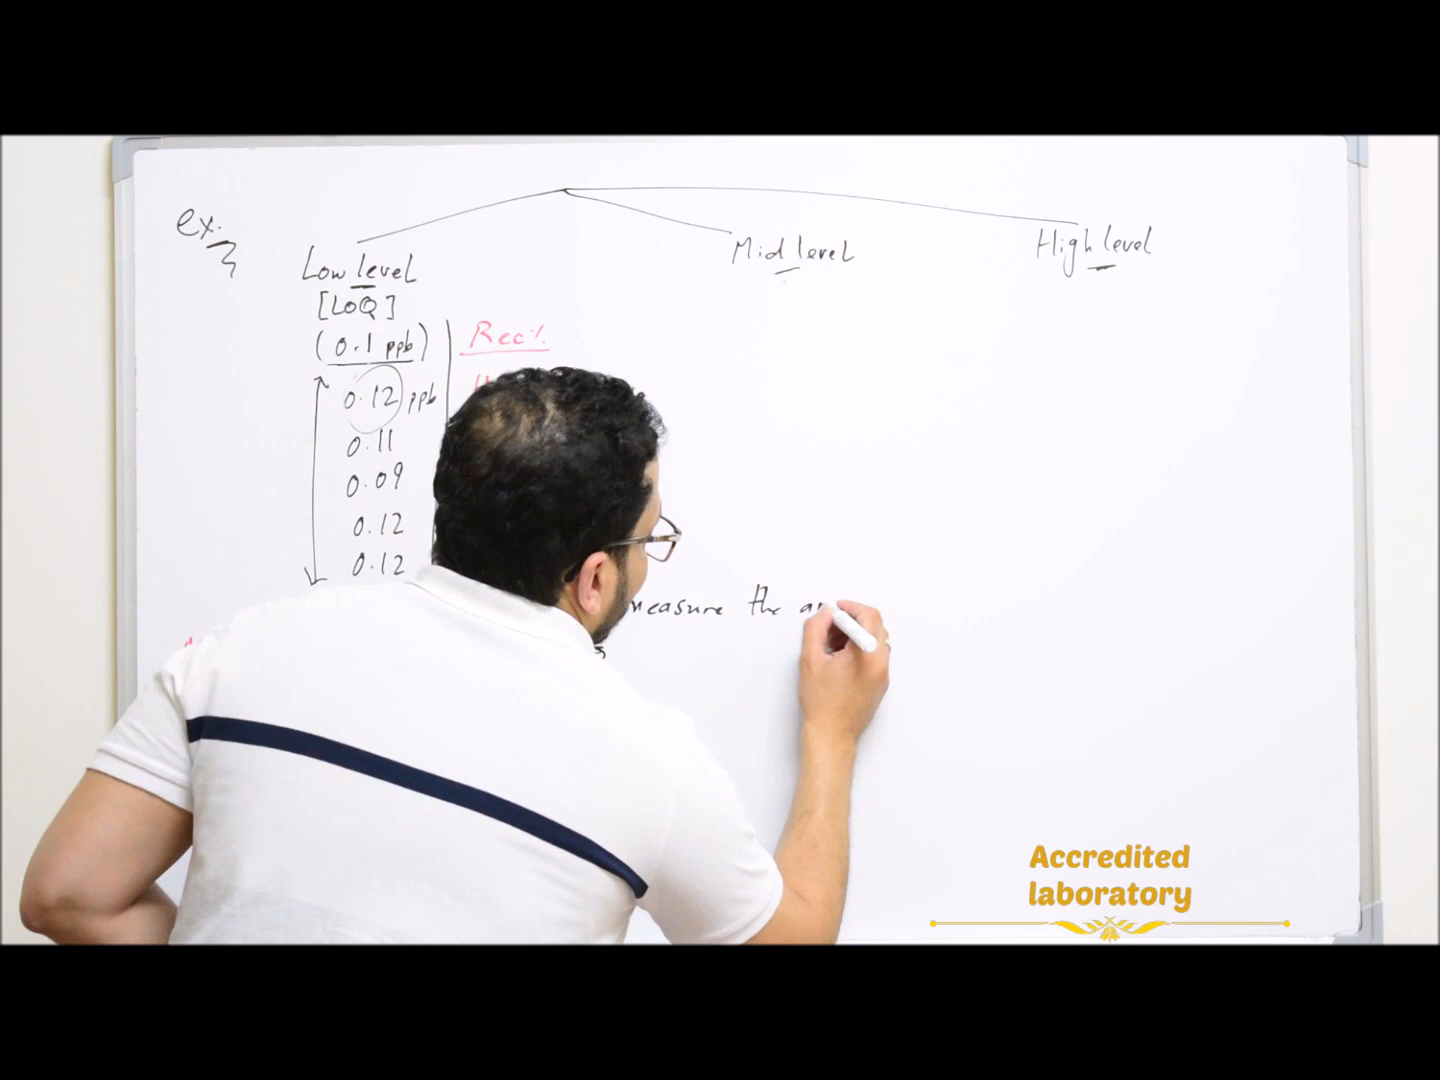 ex.
Low level
Mid level
High level
[LOQ]
(0.1 ppb)
Rec%
0.12 ppb
0.11
0.09
0.12
0.12
measure the
Accredited
laboratory